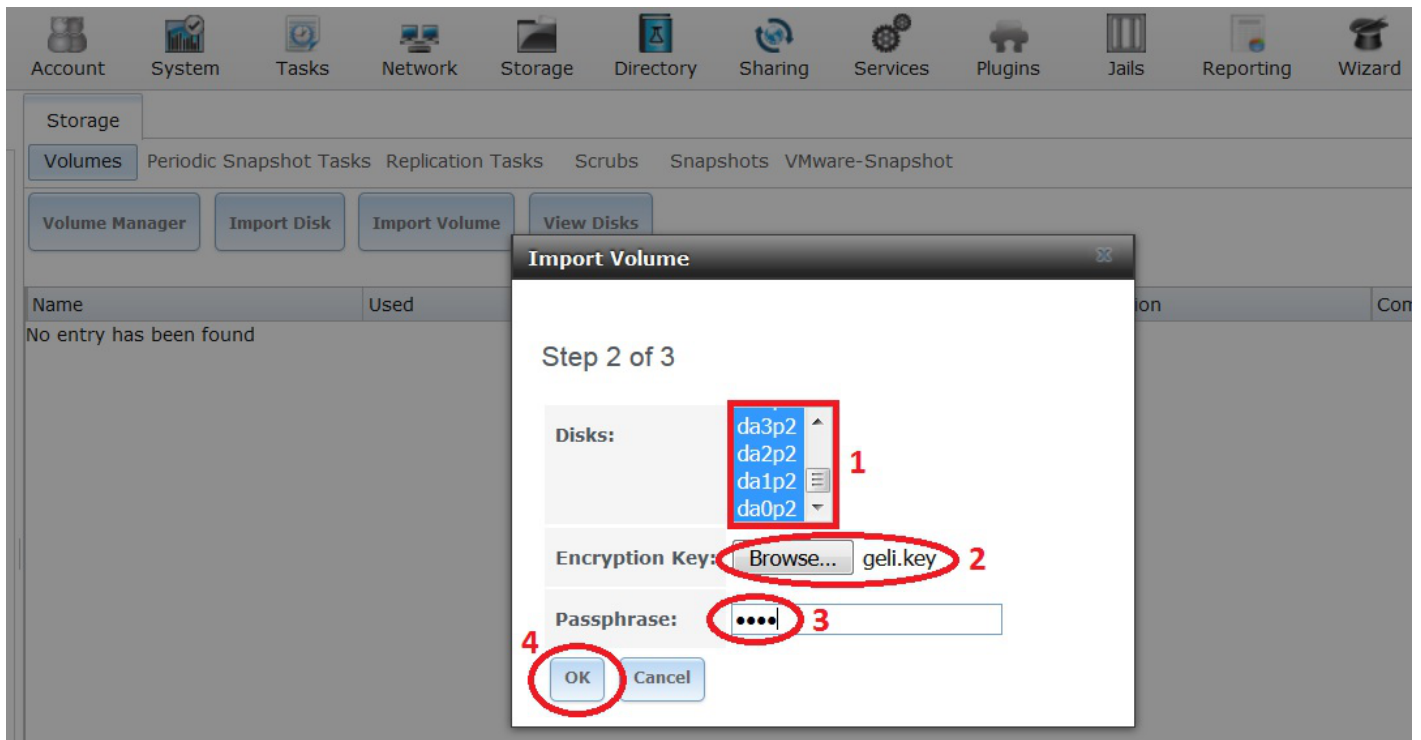 Account System Tasks Network Storage Directory Sharing Services Plugins Jails Reporting Wizard
Storage
Volumes Periodic Snapshot Tasks Replication Tasks Scrubs Snapshots VMware-Snapshot
Volume Manager Import Disk Import Volume View Disks
Import Volume
Name Used ion Com
No entry has been found
Step 2 of 3
Disks:
da3p2
da2p2
da1p2
da0p2
1
Encryption Key: Browse... geli.key 2
Passphrase: •••• 3
4
OK Cancel